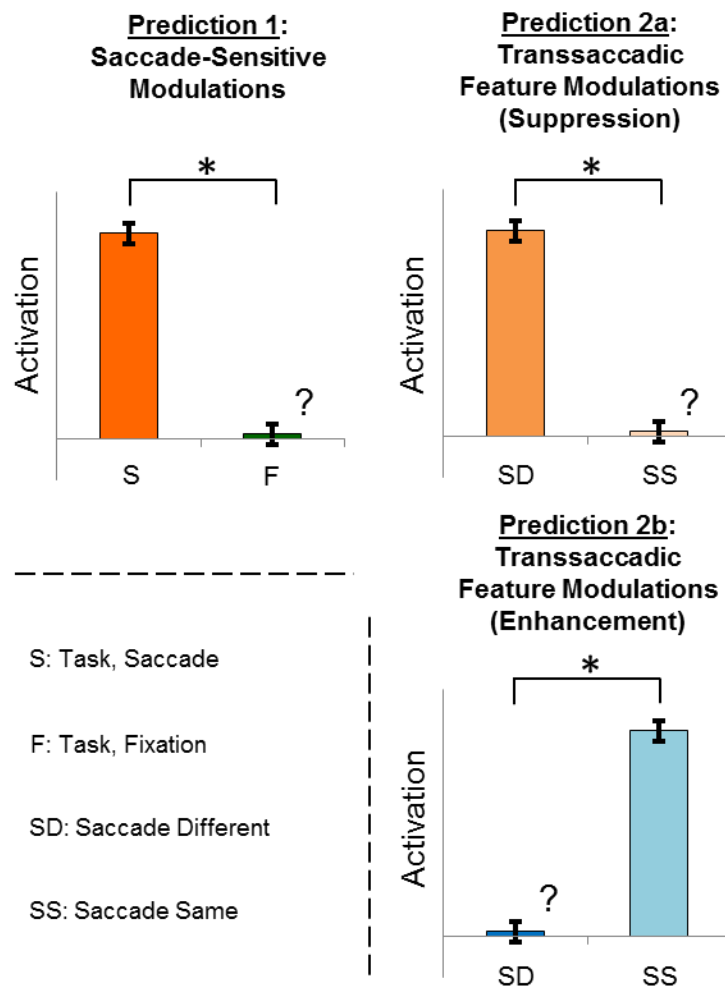 Prediction 1:
Saccade-Sensitive
Modulations
*
Activation
?
S F
Prediction 2a:
Transsaccadic
Feature Modulations
(Suppression)
*
Activation
?
SD SS
S: Task, Saccade
F: Task, Fixation
SD: Saccade Different
SS: Saccade Same
Prediction 2b:
Transsaccadic
Feature Modulations
(Enhancement)
*
Activation
?
SD SS